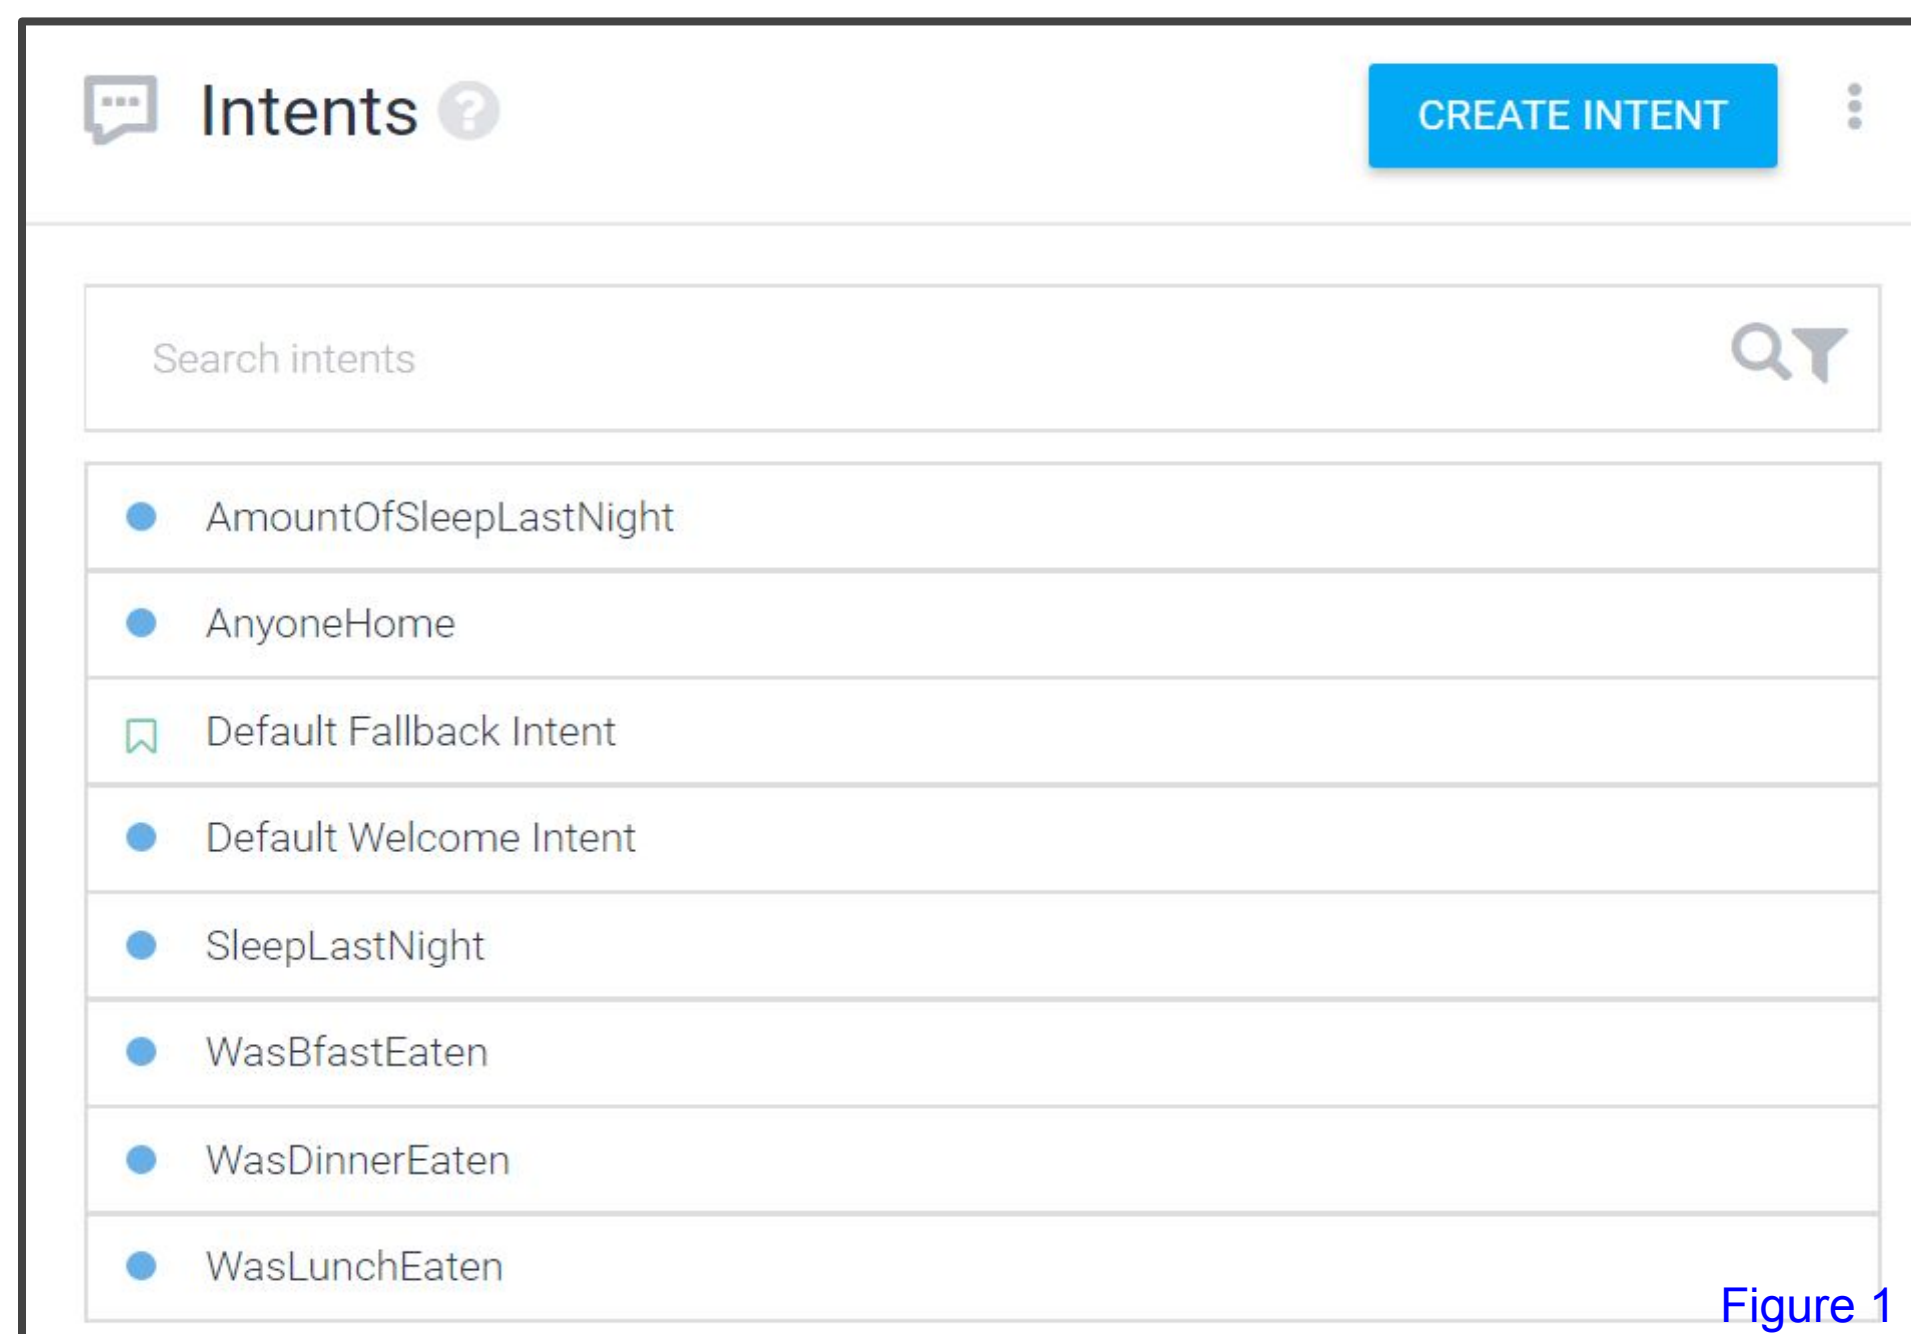 Intents ?
CREATE INTENT
Search intents
AmountOfSleepLastNight
AnyoneHome
Default Fallback Intent
Default Welcome Intent
SleepLastNight
WasBfastEaten
WasDinnerEaten
WasLunchEaten
Figure 1